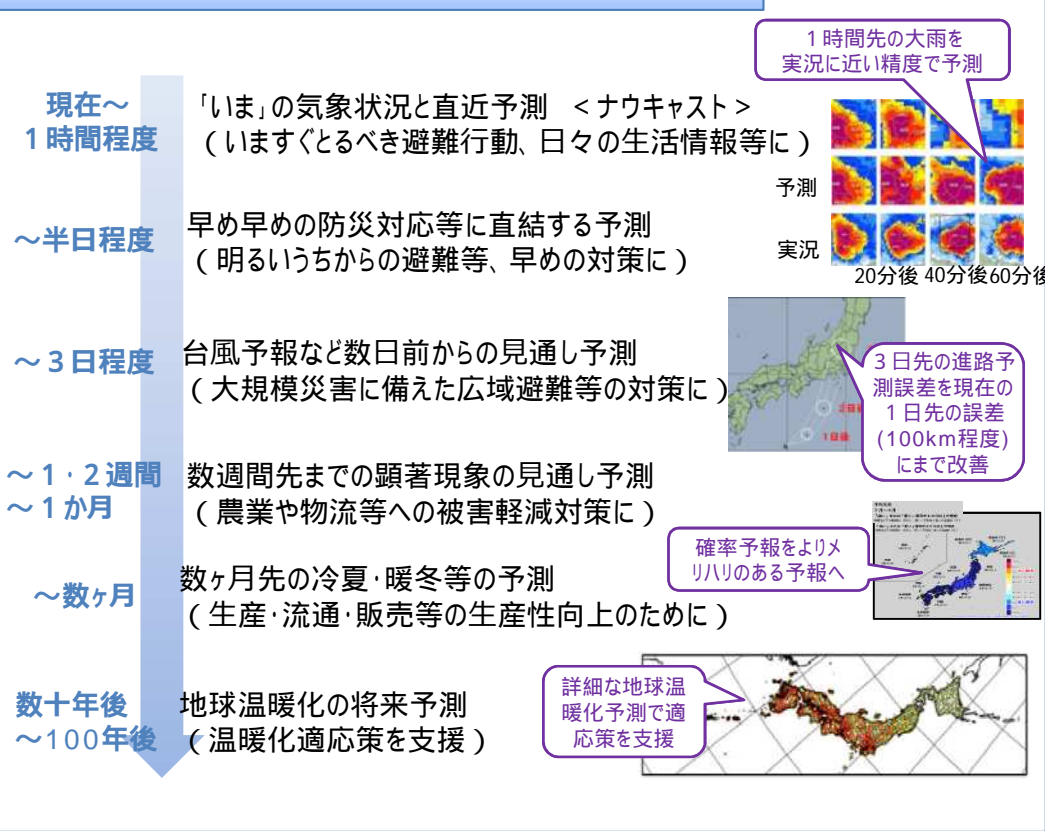 1時間先の大雨を
実況に近い精度で予測
現在～
1時間程度
「いま」の気象状況と直近予測　＜ナウキャスト＞
（いますぐとるべき避難行動、日々の生活情報等に）
予測
実況
20分後 40分後 60分後
～半日程度
早め早めの防災対応等に直結する予測
（明るいうちからの避難等、早めの対策に）
～3日程度
台風予報など数日前からの見通し予測
（大規模災害に備えた広域避難等の対策に）
2日後
1日後
3日先の進路予
測誤差を現在の
1日先の誤差
(100km程度)
にまで改善
～1・2週間
～1か月
数週間先までの顕著現象の見通し予測
（農業や物流等への被害軽減対策に）
確率予報をよりメ
リハリのある予報へ
～数ヶ月
数ヶ月先の冷夏・暖冬等の予測
（生産・流通・販売等の生産性向上のために）
数十年後
～100年後
地球温暖化の将来予測
（温暖化適応策を支援）
詳細な地球温
暖化予測で適
応策を支援